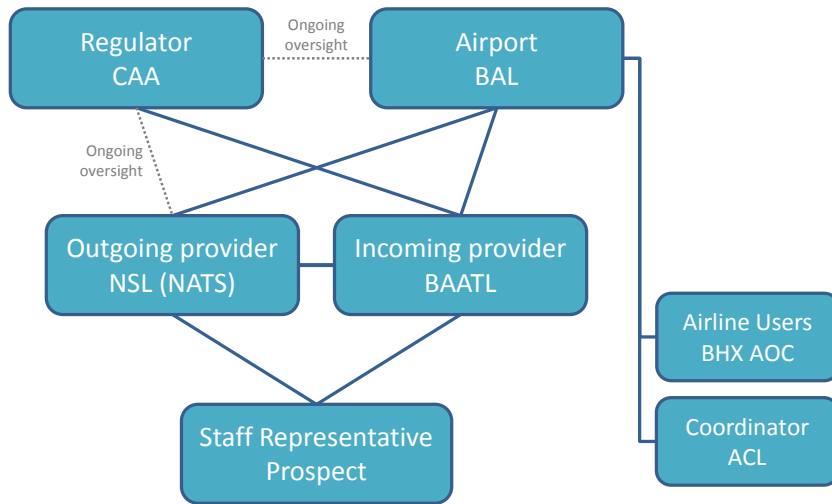 Regulator
CAA
Ongoing
oversight
Airport
BAL
Ongoing
oversight
Outgoing provider
NSL (NATS)
Incoming provider
BAATL
Airline Users
BHX AOC
Staff Representative
Prospect
Coordinator
ACL